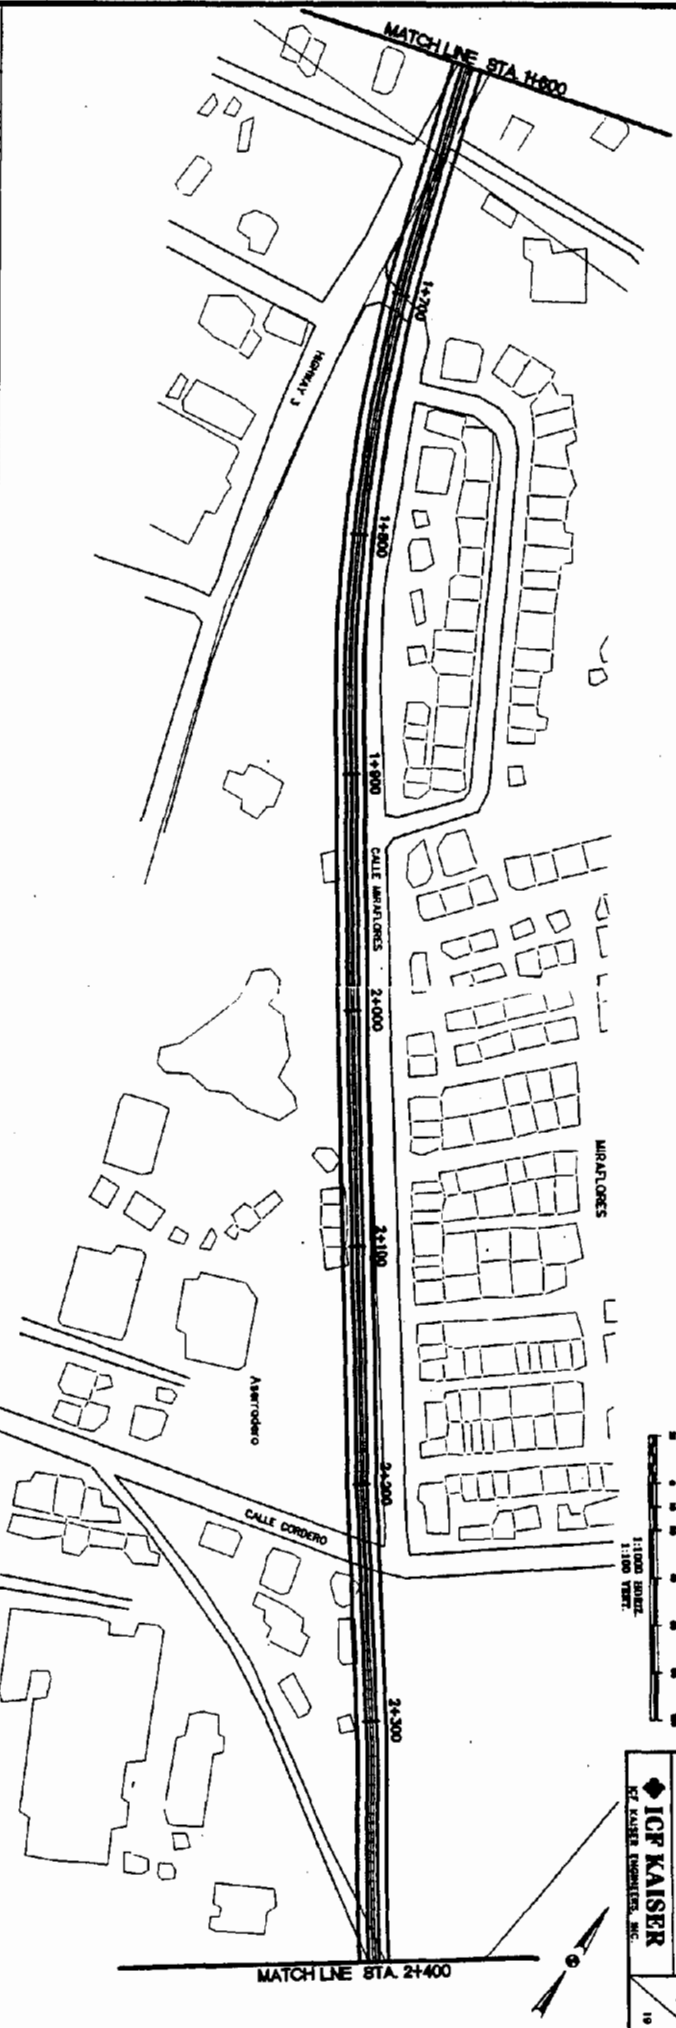 MATCH LINE STA. 1+600
1+700
HIGHWAY 3
1+800
1+900
CALLE MIRAFLORES
2+000
MIRAFLORES
2+100
Aserradero
2+200
CALLE CORDERO
1:1000 HORIZ.
1:100 VERT.
2+300
ICF KAISER
ICF KAISER ENGINEERS, INC.
19
MATCH LNE STA. 2+400